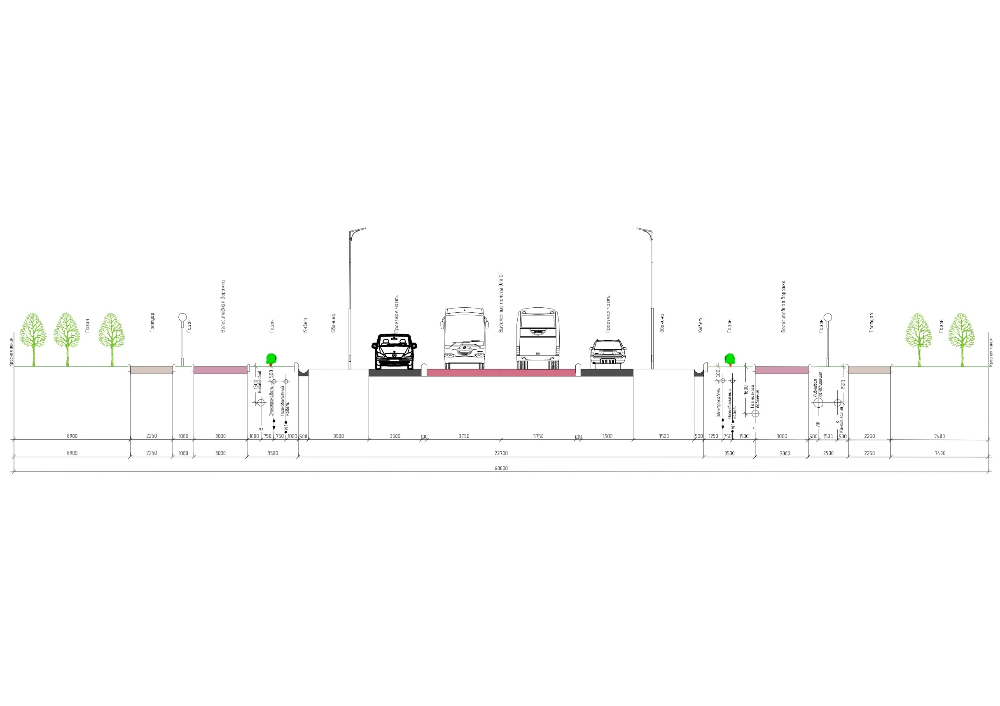 Красная линия
Газон
Тротуар
Газон
Велосипедная дорожка
Газон
Кювет
Обочина
Проезжая часть
Выделенные полосы для ОТ
Проезжая часть
Обочина
Кювет
Газон
Велосипедная дорожка
Газон
Тротуар
Газон
Красная линия
1500
Водопровод
500
Электрокабель
Низковольтный
кабель
В
W1
500
Электрокабель
Низковольтный
кабель
W1
1600
Газ низкого
давления
Г
Ливневая
канализация
ЛК
1500
К
Канализация
8900 2250 1000 3000 1000 750 750 1000 500 3500 3500 3750 3750 3500 3500 500 1250 750 1500 3000 500 1500 500 2250 7400
8900 2250 1000 3000 3500 22700 3500 3000 2500 2250 7400
60000